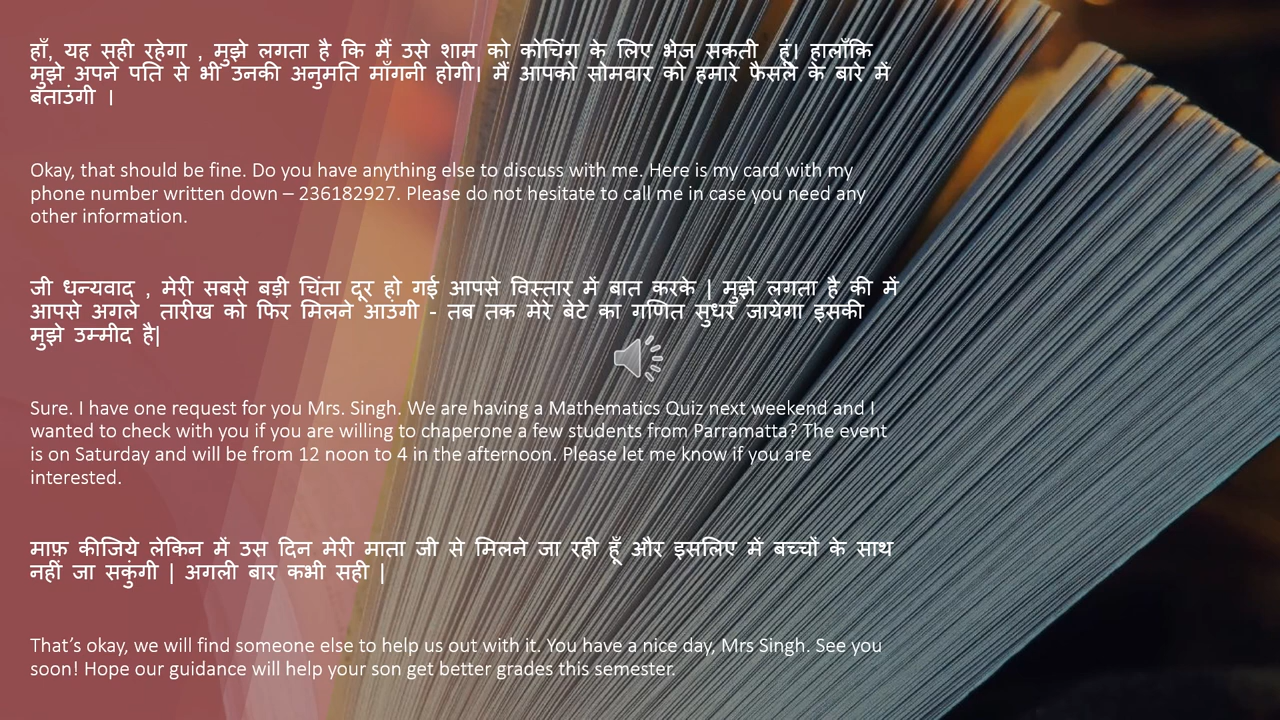 हाँ, यह सही रहेगा , मुझे लगता है कि मैं उसे शाम को कोचिंग के लिए भेज सकती हूं। हालाँकि
मुझे अपने पति से भी उनकी अनुमति माँगनी होगी। मैं आपको सोमवार को हमारे फैसले के बारे में
बताउंगी ।
Okay, that should be fine. Do you have anything else to discuss with me. Here is my card with my
phone number written down – 236182927. Please do not hesitate to call me in case you need any
other information.
जी धन्यवाद , मेरी सबसे बड़ी चिंता दूर हो गई आपसे विस्तार में बात करके | मुझे लगता है की में
आपसे अगले तारीख को फिर मिलने आउंगी - तब तक मेरे बेटे का गणित सुधर जायेगा इसकी
मुझे उम्मीद है|
Sure. I have one request for you Mrs. Singh. We are having a Mathematics Quiz next weekend and I
wanted to check with you if you are willing to chaperone a few students from Parramatta? The event
is on Saturday and will be from 12 noon to 4 in the afternoon. Please let me know if you are
interested.
माफ़ कीजिये लेकिन में उस दिन मेरी माता जी से मिलने जा रही हूँ और इसलिए में बच्चों के साथ
नहीं जा सकुंगी | अगली बार कभी सही |
That’s okay, we will find someone else to help us out with it. You have a nice day, Mrs Singh. See you
soon! Hope our guidance will help your son get better grades this semester.